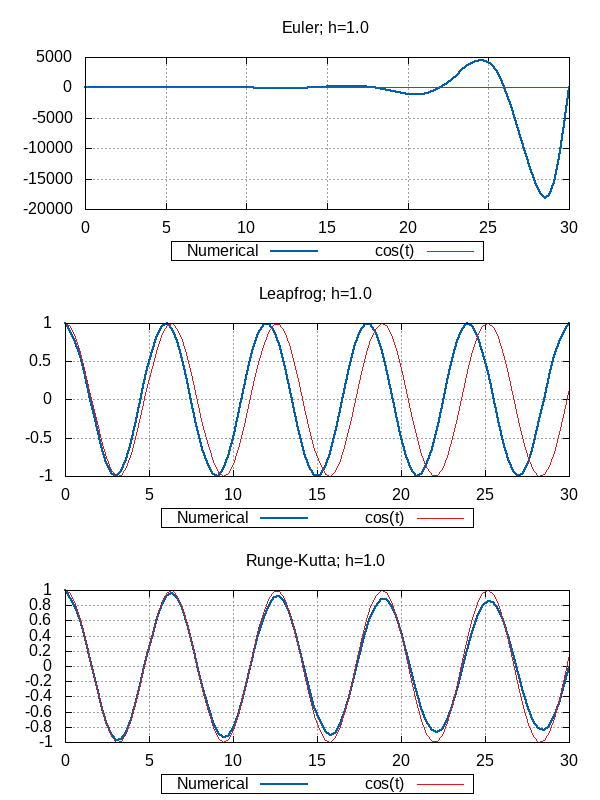 Euler; h=1.0
5000
0
-5000
-10000
-15000
-20000
0 5 10 15 20 25 30
Numerical cos(t)
Leapfrog; h=1.0
1
0.5
0
-0.5
-1
0 5 10 15 20 25 30
Numerical cos(t)
Runge-Kutta; h=1.0
1
0.8
0.6
0.4
0.2
0
-0.2
-0.4
-0.6
-0.8
-1
0 5 10 15 20 25 30
Numerical cos(t)